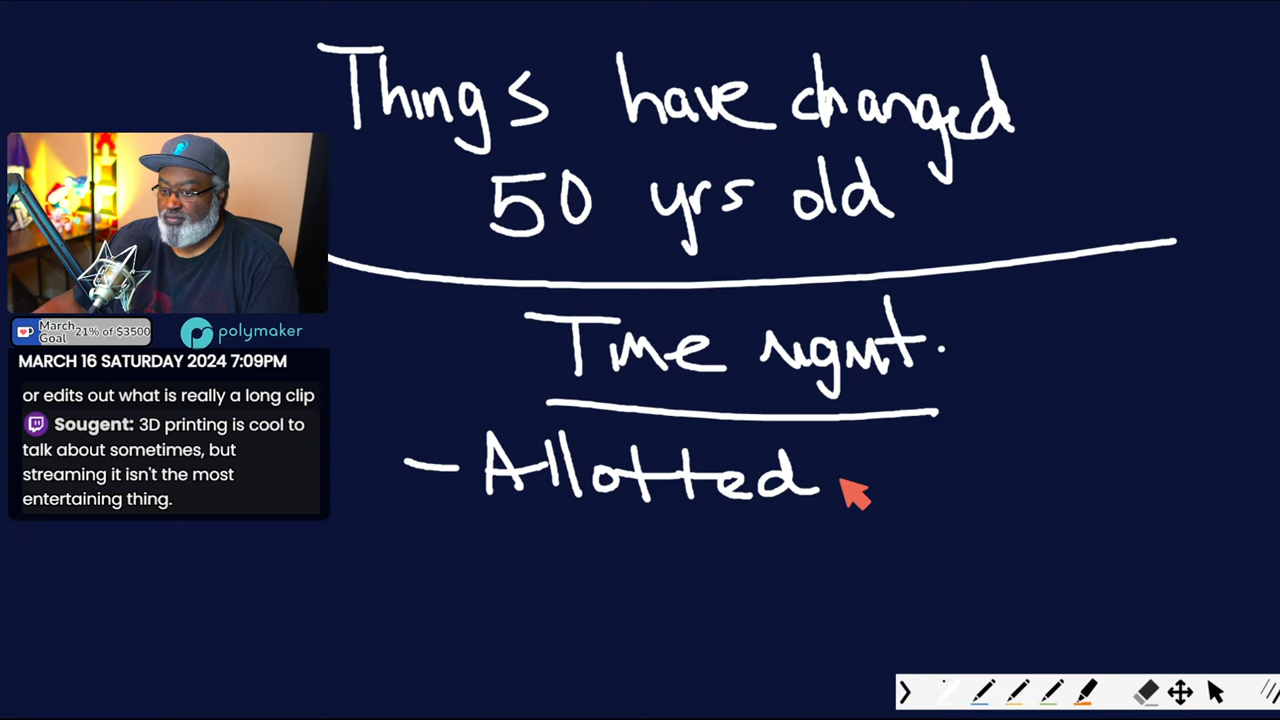 Things have changed
50 yrs old
Time mgmt.
- Allotted
March
Goal
21% of $3500
polymaker
MARCH 16 SATURDAY 2024 7:09PM
or edits out what is really a long clip
Sougent: 3D printing is cool to
talk about sometimes, but
streaming it isn't the most
entertaining thing.